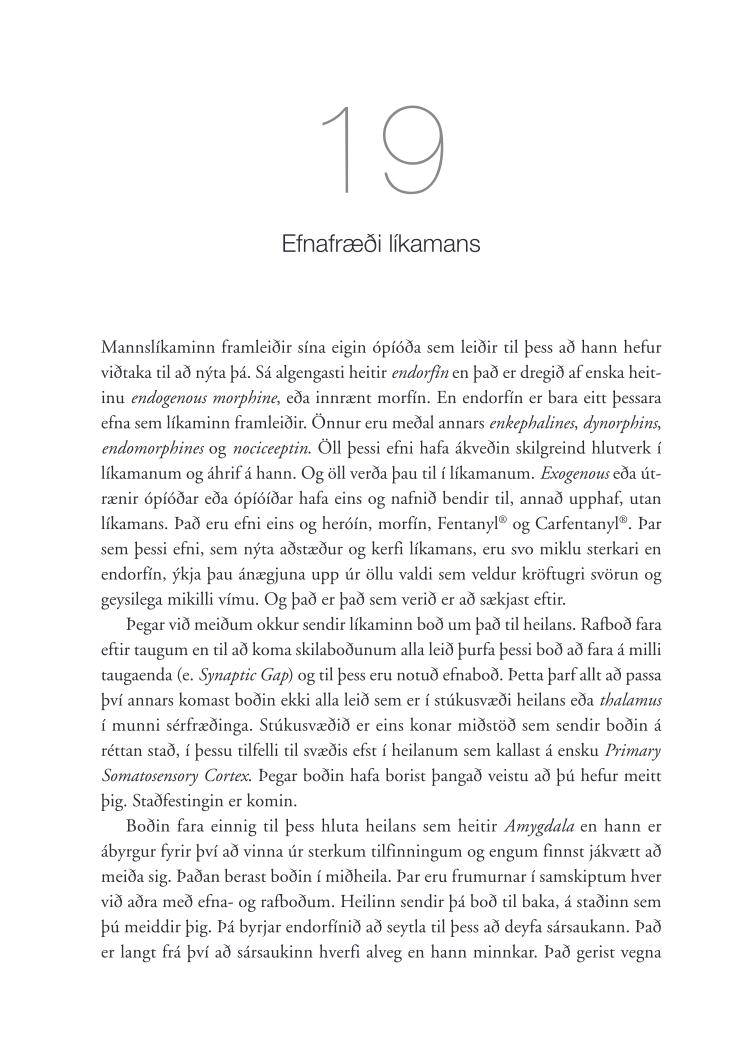 19
Efnafræði líkamans
Mannslíkaminn framleiðir sína eigin ópíóða sem leiðir til þess að hann hefur
viðtaka til að nýta þá. Sá algengasti heitir endorfín en það er dregið af enska heit-
inu endogenous morphine, eða innrænt morfín. En endorfín er bara eitt þessara
efna sem líkaminn framleiðir. Önnur eru meðal annars enkephalines, dynorphins,
endomorphines og nociceeptin. Öll þessi efni hafa ákveðin skilgreind hlutverk í
líkamanum og áhrif á hann. Og öll verða þau til í líkamanum. Exogenous eða út-
rænir ópíóðar eða ópíóíðar hafa eins og nafnið bendir til, annað upphaf, utan
líkamans. Það eru efni eins og heróín, morfín, Fentanyl® og Carfentanyl®. Þar
sem þessi efni, sem nýta aðstæður og kerfi líkamans, eru svo miklu sterkari en
endorfín, ýkja þau ánægjuna upp úr öllu valdi sem veldur kröftugri svörun og
geysilega mikilli vímu. Og það er það sem verið er að sækjast eftir.
Þegar við meiðum okkur sendir líkaminn boð um það til heilans. Rafboð fara
eftir taugum en til að koma skilaboðunum alla leið þurfa þessi boð að fara á milli
taugaenda (e. Synaptic Gap) og til þess eru notuð efnaboð. Þetta þarf allt að passa
því annars komast boðin ekki alla leið sem er í stúkusvæði heilans eða thalamus
í munni sérfræðinga. Stúkusvæðið er eins konar miðstöð sem sendir boðin á
réttan stað, í þessu tilfelli til svæðis efst í heilanum sem kallast á ensku Primary
Somatosensory Cortex. Þegar boðin hafa borist þangað veistu að þú hefur meitt
þig. Staðfestingin er komin.
Boðin fara einnig til þess hluta heilans sem heitir Amygdala en hann er
ábyrgur fyrir því að vinna úr sterkum tilfinningum og engum finnst jákvætt að
meiða sig. Þaðan berast boðin í miðheila. Þar eru frumurnar í samskiptum hver
við aðra með efna- og rafboðum. Heilinn sendir þá boð til baka, á staðinn sem
þú meiddir þig. Þá byrjar endorfínið að seytla til þess að deyfa sársaukann. Það
er langt frá því að sársaukinn hverfi alveg en hann minnkar. Það gerist vegna